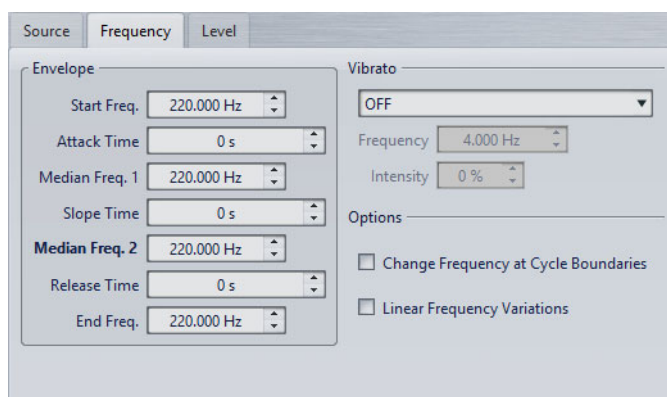 Source Frequency Level
Envelope
Start Freq. 220.000 Hz
Attack Time 0 s
Median Freq. 1 220.000 Hz
Slope Time 0 s
Median Freq. 2 220.000 Hz
Release Time 0 s
End Freq. 220.000 Hz
Vibrato
OFF
Frequency 4.000 Hz
Intensity 0 %
Options
Change Frequency at Cycle Boundaries
Linear Frequency Variations